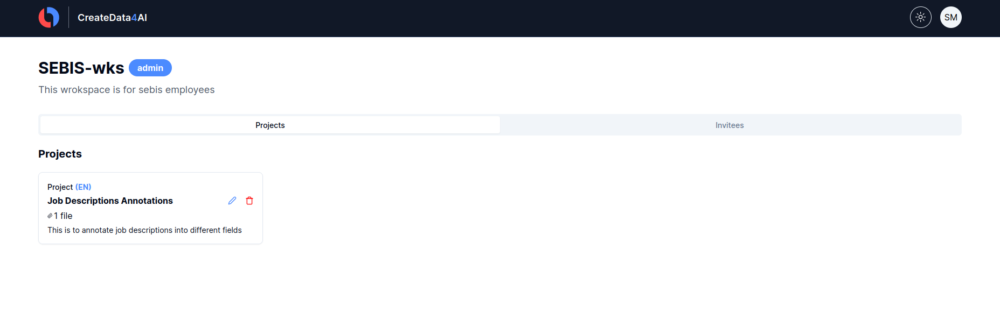 CreateData4AI
SM
SEBIS-wks admin
This wrokspace is for sebis employees
Projects
Invitees
Projects
Project (EN)
Job Descriptions Annotations
1 file
This is to annotate job descriptions into different fields